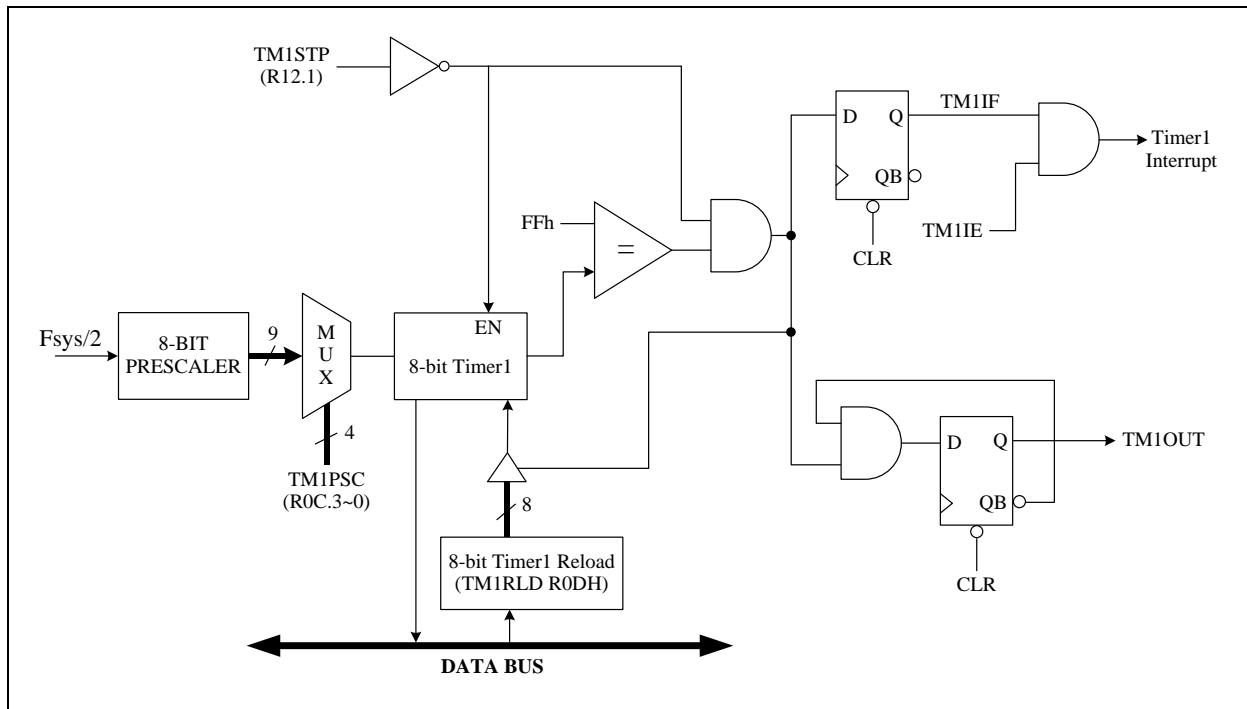 TM1STP
(R12.1)
D
Q
TM1IF
QB
CLR
TM1IE
Timer1
Interrupt
FFh
=
Fsys/2
8-BIT
PRESCALER
9
M
U
X
4
TM1PSC
(R0C.3~0)
EN
8-bit Timer1
8
8-bit Timer1 Reload
(TM1RLD R0DH)
DATA BUS
D
Q
QB
CLR
TM1OUT